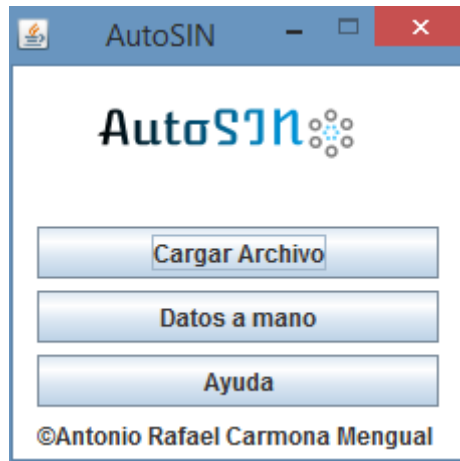 AutoSIN
AutoSIN
Cargar Archivo
Datos a mano
Ayuda
©Antonio Rafael Carmona Mengual